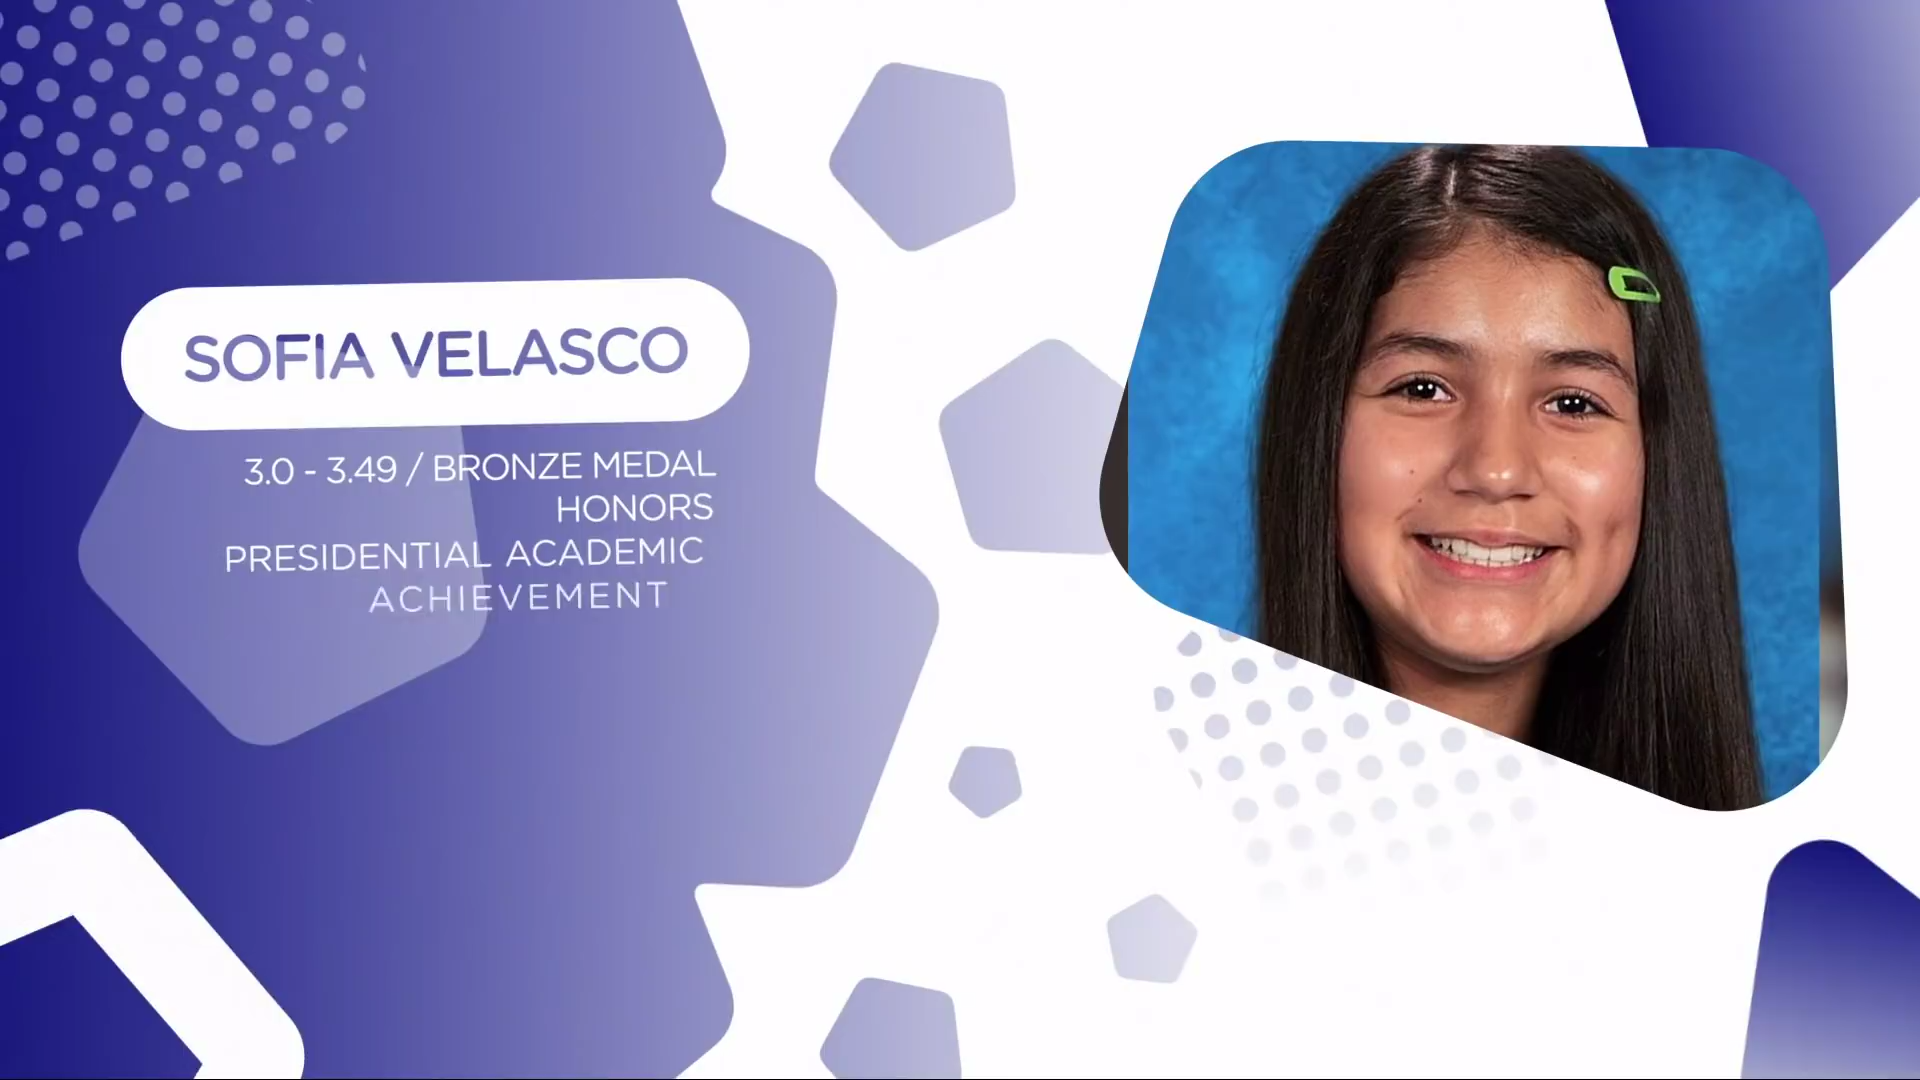 SOFIA VELASCO
3.0 - 3.49 / BRONZE MEDAL
HONORS
PRESIDENTIAL ACADEMIC
ACHIEVEMENT